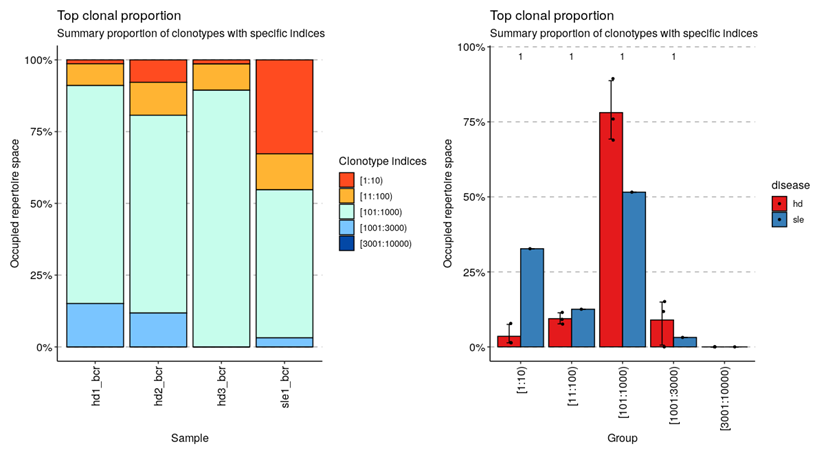 Top clonal proportion
Summary proportion of clonotypes with specific indices
100%
75%
50%
25%
0%
Occupied repertoire space
hd1_bcr
hd2_bcr
hd3_bcr
sle1_bcr
Sample
Clonotype indices
[1:10)
[11:100)
[101:1000)
[1001:3000)
[3001:10000)
Top clonal proportion
Summary proportion of clonotypes with specific indices
100%
75%
50%
25%
0%
Occupied repertoire space
1
1
1
1
[1:10)
[11:100)
[101:1000)
[1001:3000)
[3001:10000)
Group
disease
hd
sle